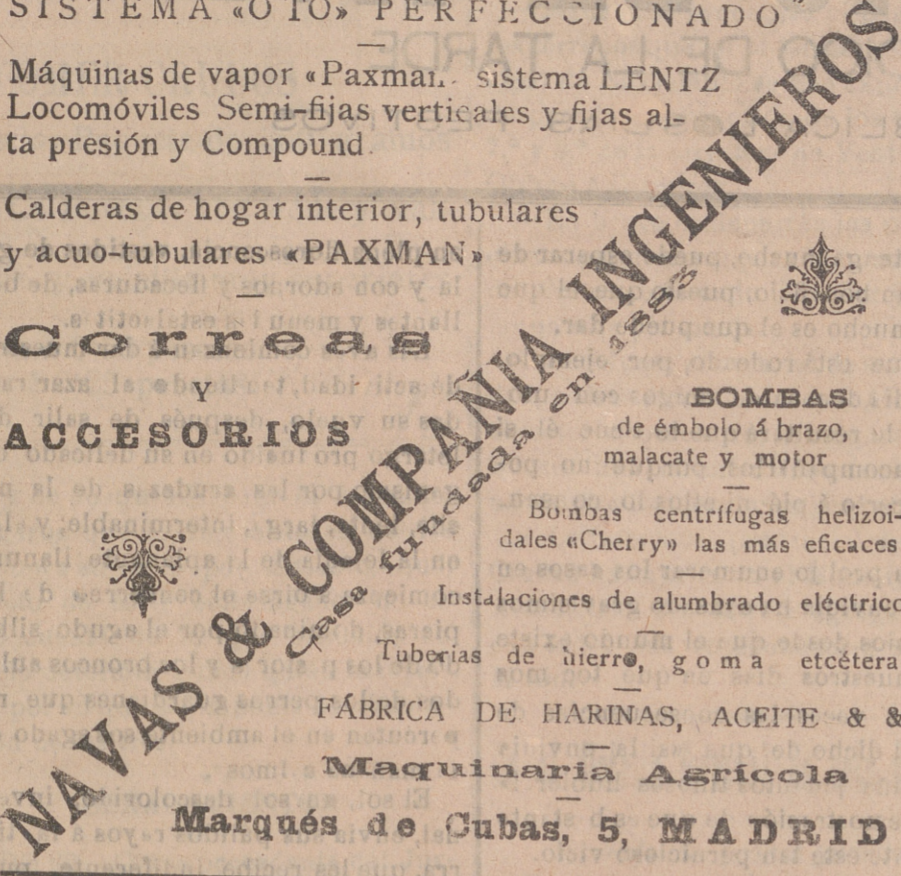 SISTEMA «OTO» PERFECCIONADO
Máquinas de vapor «Paxman sistema LENTZ
Locomóviles Semi-fijas verticales y fijas al-
ta presión y Compound.
Calderas de hogar interior, tubulares
y acuo-tubulares «PAXMAN»
Correas
Y
ACCESORIOS
NAVAS & COMPAÑIA INGENIEROS
Casa fundada en 1883
BOMBAS
de émbolo á brazo,
malacate y motor
Bombas centrífugas helizoi-
dales «Cherry» las más eficaces
Instalaciones de alumbrado eléctrico
Tuberias de hierro, goma etcétera
FÁBRICA DE HARINAS, ACEITE & &
Maquinaria Agrícola
Marqués de Cubas, 5, MADRID